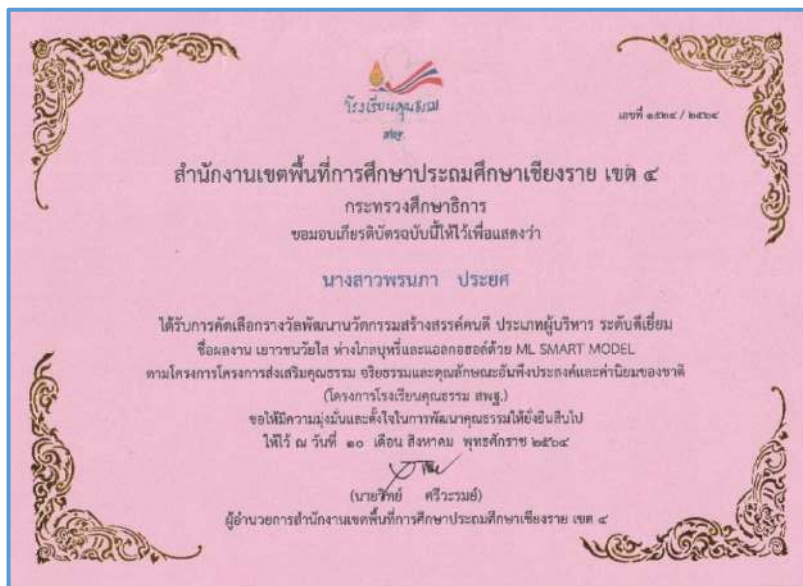 โรงเรียนคุณธรรม
สพฐ.
เลขที่ ๑๕๒๔ / ๒๕๖๔
สำนักงานเขตพื้นที่การศึกษาประถมศึกษาเชียงราย เขต ๔
กระทรวงศึกษาธิการ
ขอมอบเกียรติบัตรฉบับนี้ให้ไว้เพื่อแสดงว่า
นางสาวพรนภา ประยศ
ได้รับการคัดเลือกรางวัลพัฒนานวัตกรรมสร้างสรรค์คนดี ประเภทผู้บริหาร ระดับดีเยี่ยม
ชื่อผลงาน เยาวชนวัยใส ห่างไกลบุหรี่และแอลกอฮอล์ด้วย ML SMART MODEL
ตามโครงการโครงการส่งเสริมคุณธรรม จริยธรรมและคุณลักษณะอันพึงประสงค์และค่านิยมของชาติ
(โครงการโรงเรียนคุณธรรม สพฐ.)
ขอให้มีความมุ่งมั่นและตั้งใจในการพัฒนาคุณธรรมให้ยั่งยืนสืบไป
ให้ไว้ ณ วันที่ ๑๐ เดือน สิงหาคม พุทธศักราช ๒๕๖๔
(นายวิทย์ ศรีวะรมย์)
ผู้อำนวยการสำนักงานเขตพื้นที่การศึกษาประถมศึกษาเชียงราย เขต ๔